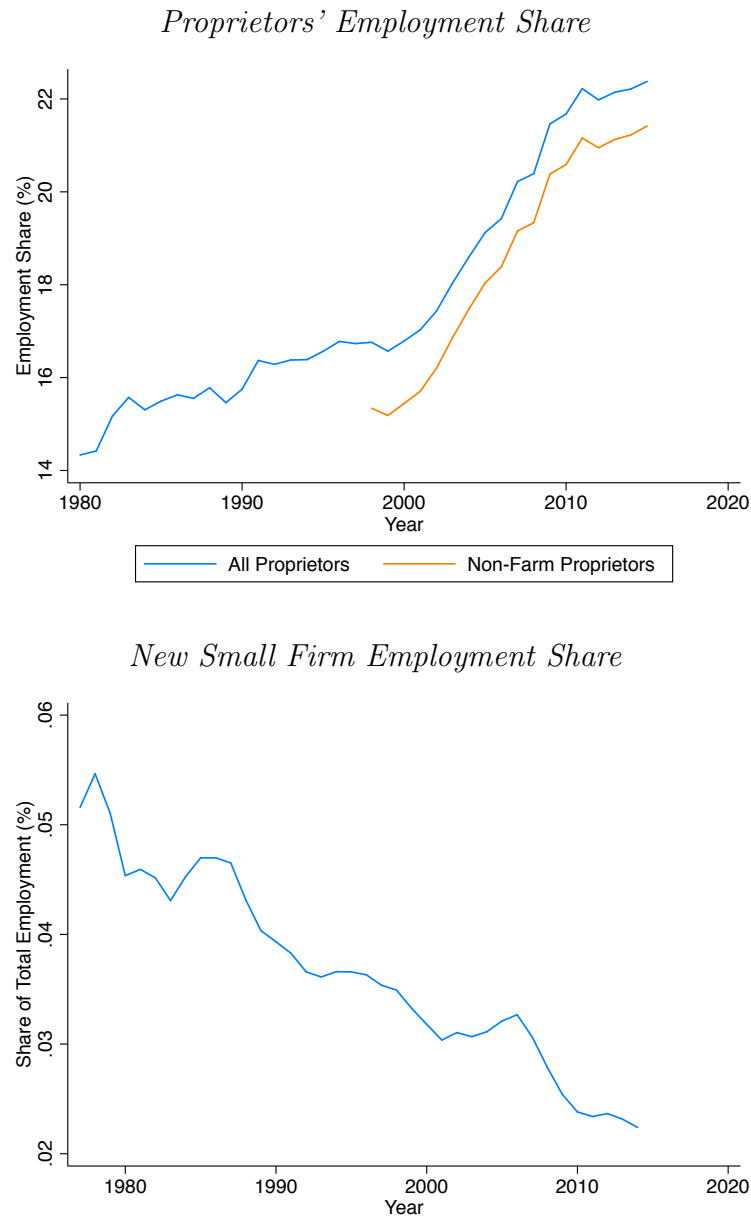 Proprietors' Employment Share
Employment Share (%)
22
20
18
16
14
1980 1990 2000 2010 2020
Year
All Proprietors Non-Farm Proprietors
New Small Firm Employment Share
Share of Total Employment (%)
.06
.05
.04
.03
.02
1980 1990 2000 2010 2020
Year